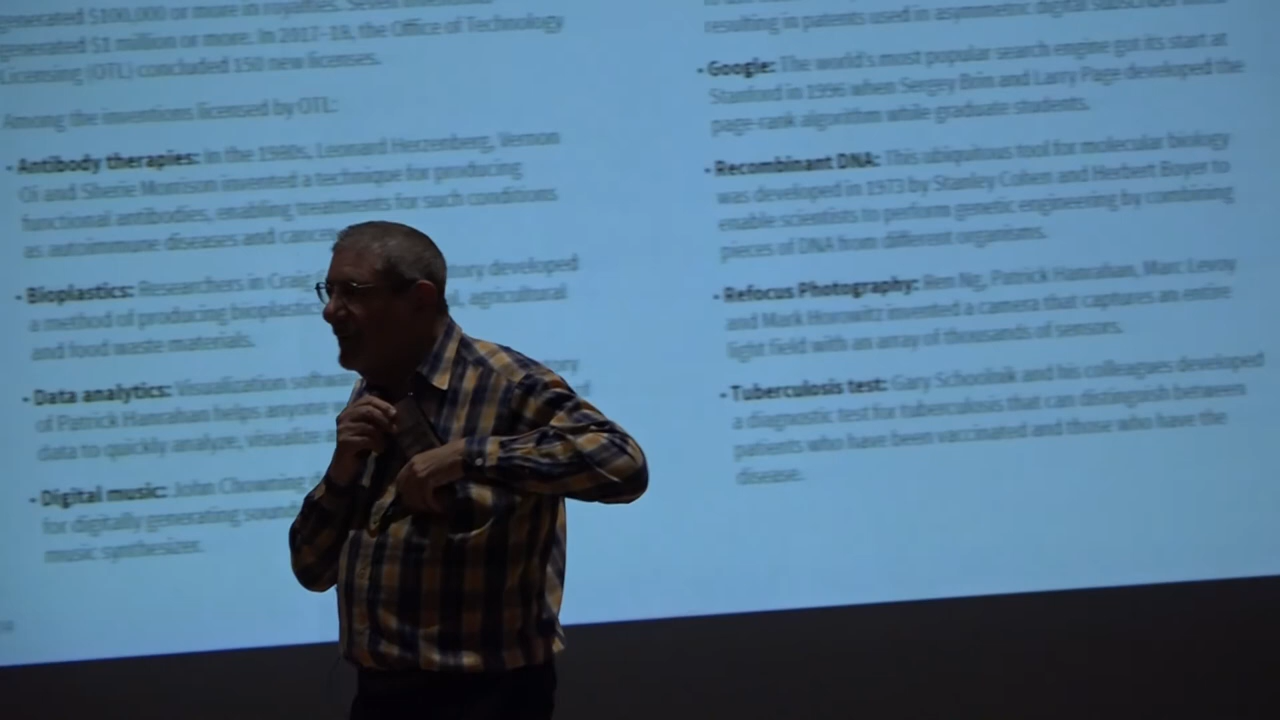 generated $100,000 or more in royalties. Seven
generated $1 million or more. In 2017-18, the Office of Technology
Licensing (OTL) concluded 150 new licenses.
Among the inventions licensed by OTL:
• Antibody therapies: In the 1980s, Leonard Herzenberg, Vernon
Oi and Sherie Morrison invented a technique for producing
functional antibodies, enabling treatments for such conditions
as autoimmune diseases and cancer
• Bioplastics: Researchers in Craig developed
a method of producing bioplastics agricultural
and food waste materials.
• Data analytics: Visualization software
of Patrick Hanrahan helps anyone
data to quickly analyze, visualize
• Digital music: John Chowning
for digitally generating sounds
music synthesizer.
resulting in patents used in asymmetric digital subscriber
• Google: The world's most popular search engine got its start at
Stanford in 1996 when Sergey Brin and Larry Page developed the
page-rank algorithm while graduate students.
• Recombinant DNA: This ubiquitous tool for molecular biology
was developed in 1973 by Stanley Cohen and Herbert Boyer to
enable scientists to perform genetic engineering by combining
pieces of DNA from different organisms.
• Refocus Photography: Ren Ng, Patrick Hanrahan, Marc Levoy
and Mark Horowitz invented a camera that captures an entire
light field with an array of thousands of sensors.
• Tuberculosis test: Gary Schoolnik and his colleagues developed
a diagnostic test for tuberculosis that can distinguish between
patients who have been vaccinated and those who have the
disease.